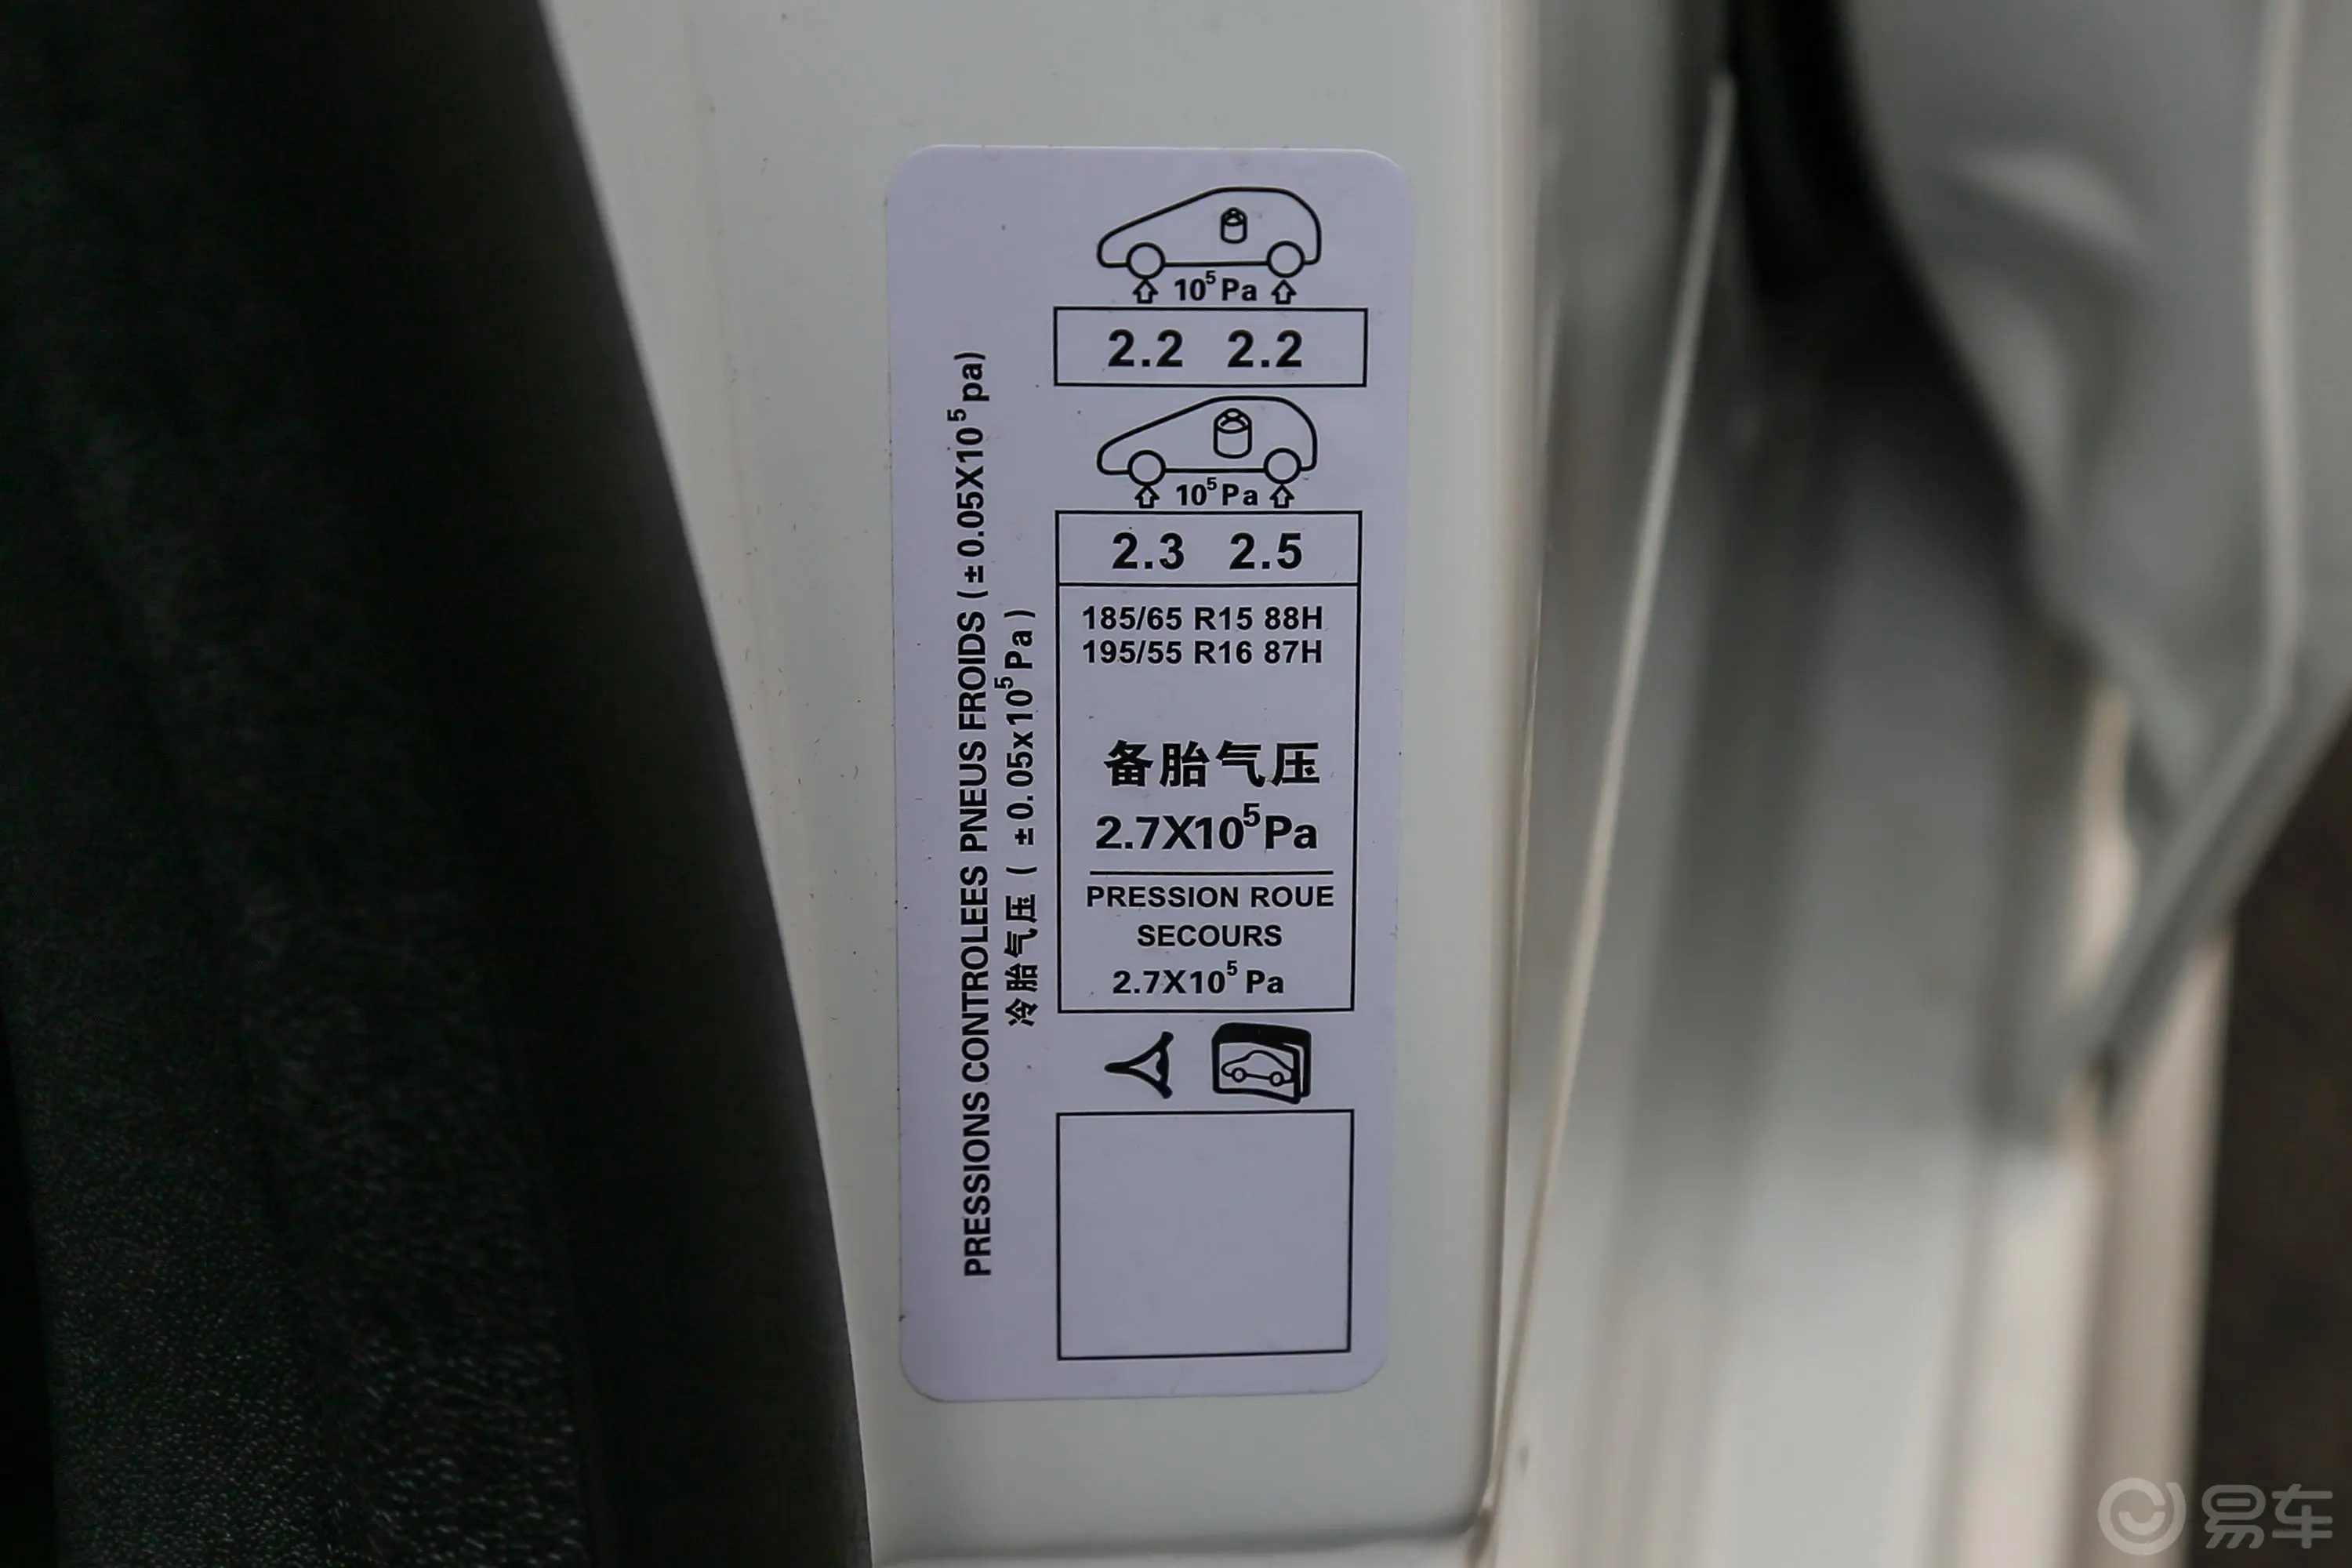 PRESSIONS CONTROLEES PNEUS FROIDS (±0.05X10⁵pa)
冷胎气压 ( ±0.05x10⁵Pa )
10⁵Pa
2.2 2.2
10⁵Pa
2.3 2.5
185/65 R15 88H
195/55 R16 87H
备胎气压
2.7X10⁵Pa
PRESSION ROUE
SECOURS
2.7X10⁵ Pa
易车